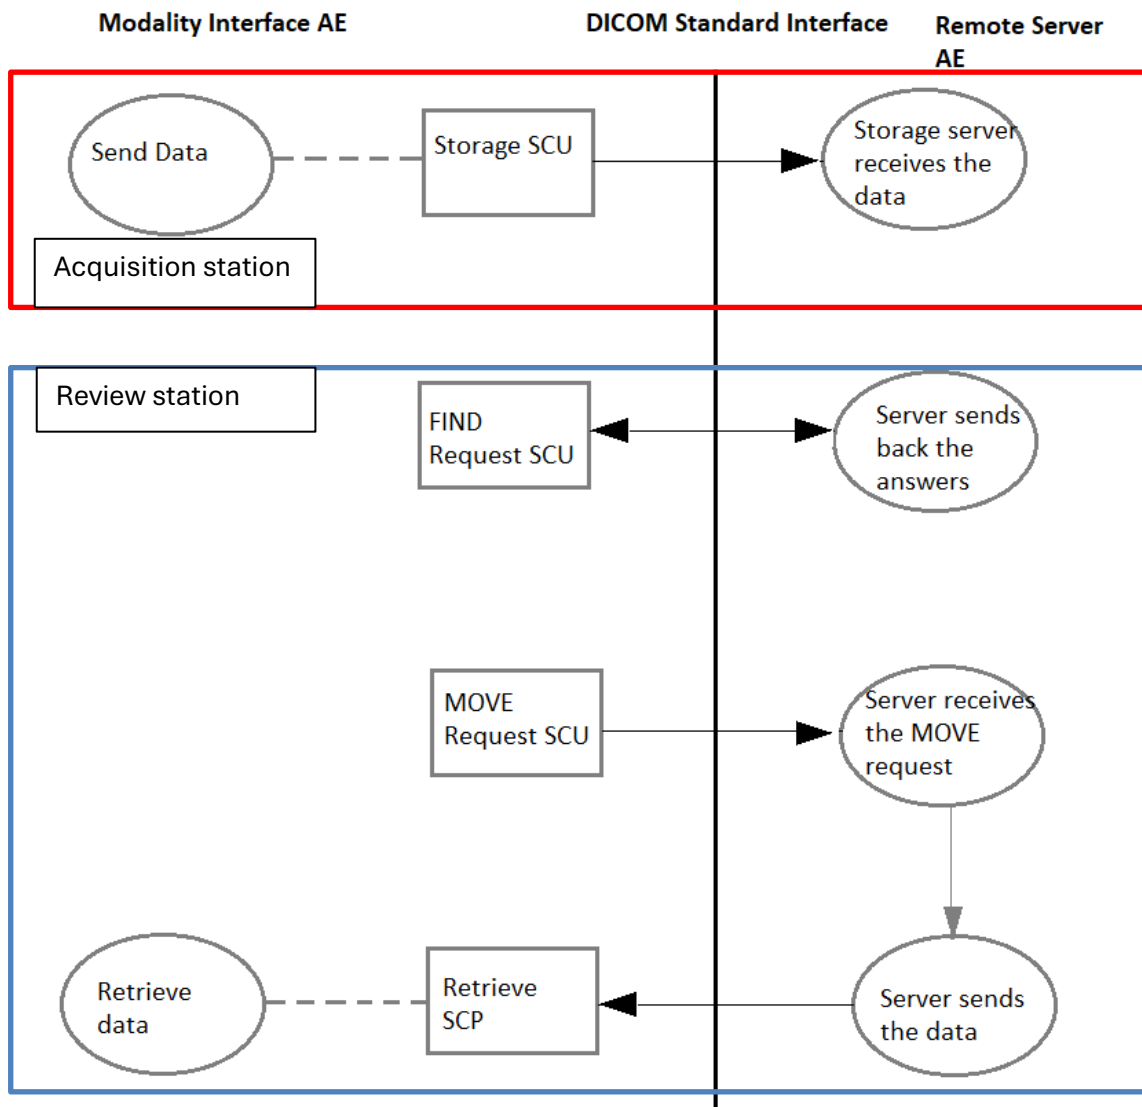 Modality Interface AE
DICOM Standard Interface
Remote Server
AE
Send Data
Storage SCU
Storage server
receives the
data
Acquisition station
Review station
FIND
Request SCU
Server sends
back the
answers
MOVE
Request SCU
Server receives
the MOVE
request
Retrieve
data
Retrieve
SCP
Server sends
the data